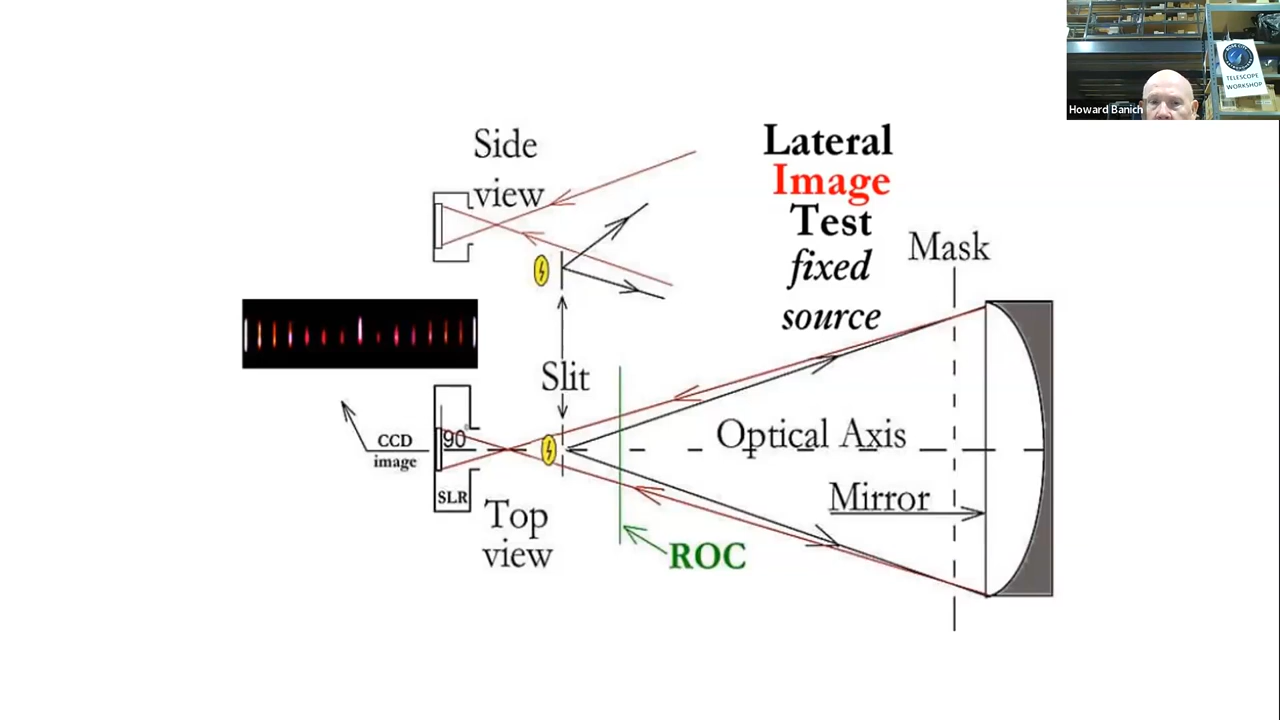 Howard Banich
TELESCOPE
WORKSHOP
Side
view
Lateral
Image
Test
fixed
source
Mask
Slit
Optical Axis
90°
CCD
image
SLR
Mirror
Top
view
ROC